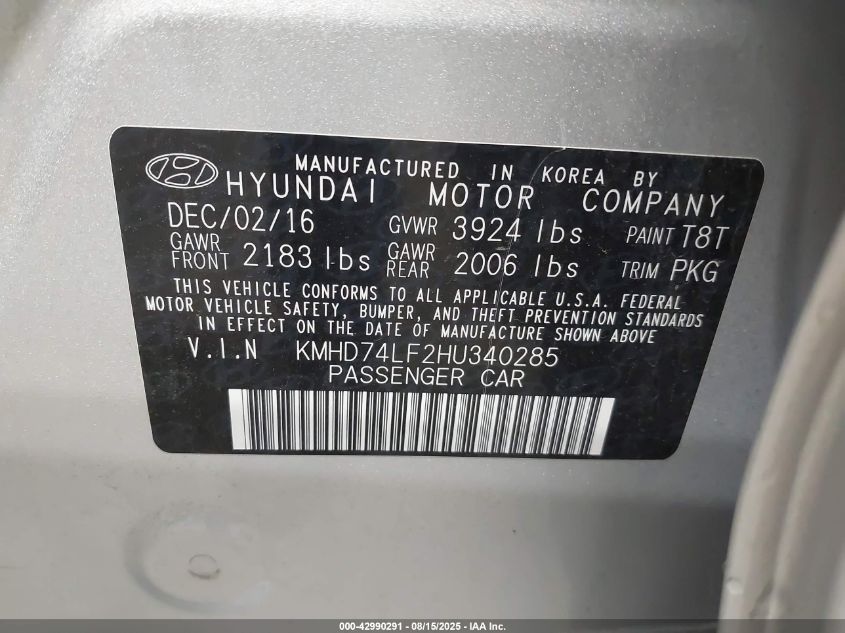 MANUFACTURED IN KOREA BY
HYUNDAI MOTOR COMPANY
DEC/02/16 GVWR 3924 lbs PAINT T8T
GAWR FRONT 2183 lbs GAWR REAR 2006 lbs TRIM PKG
THIS VEHICLE CONFORMS TO ALL APPLICABLE U.S.A. FEDERAL
MOTOR VEHICLE SAFETY, BUMPER, AND THEFT PREVENTION STANDARDS
IN EFFECT ON THE DATE OF MANUFACTURE SHOWN ABOVE
V.I.N KMHD74LF2HU340285
PASSENGER CAR
000-42990291 - 08/15/2025 - IAA Inc.